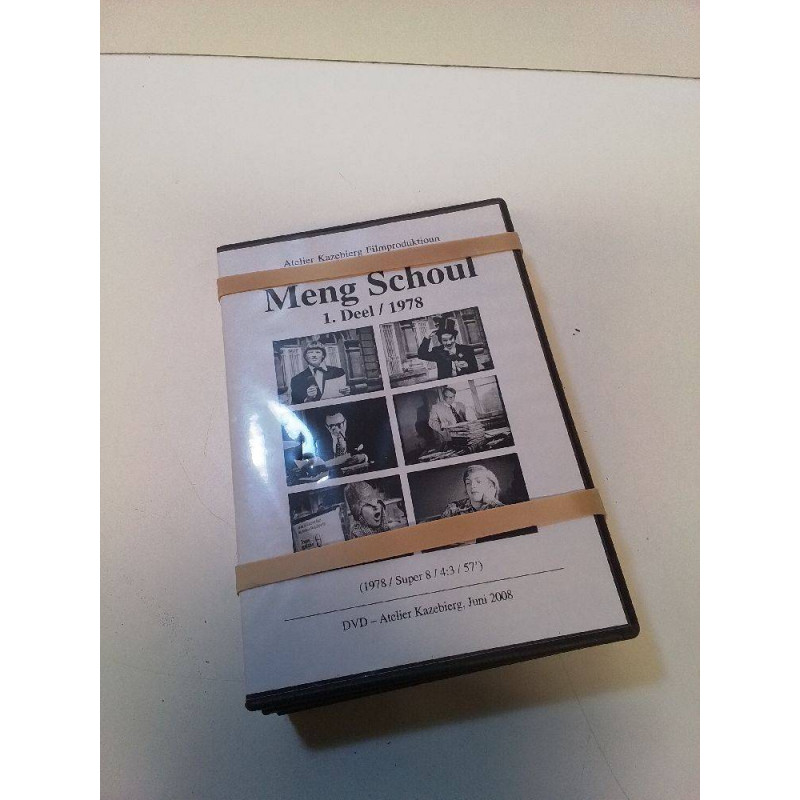 Atelier Kazebierg Filmproduktioun
Meng Schoul
1. Deel / 1978
(1978 / Super 8 / 4:3 / 57')
DVD – Atelier Kazebierg, Juni 2008